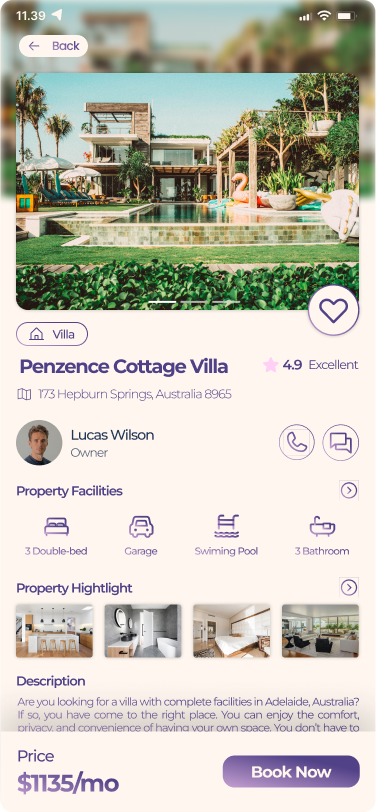 11.39
Back
Villa
Penzence Cottage Villa
4.9 Excellent
173 Hepburn Springs, Australia 8965
Lucas Wilson
Owner
Property Facilities
3 Double-bed
Garage
Swiming Pool
3 Bathroom
Property Hightlight
Description
Are you looking for a villa with complete facilities in Adelaide, Australia?
If so, you have come to the right place. You can enjoy the comfort,
privacy, and convenience of having your own space. You don't have to
Price
$1135/mo
Book Now